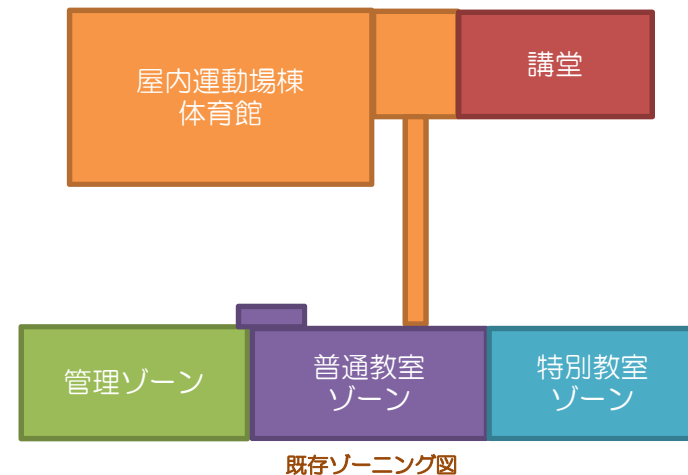 屋内運動場棟
体育館
講堂
管理ゾーン
普通教室
ゾーン
特別教室
ゾーン
既存ゾーニング図